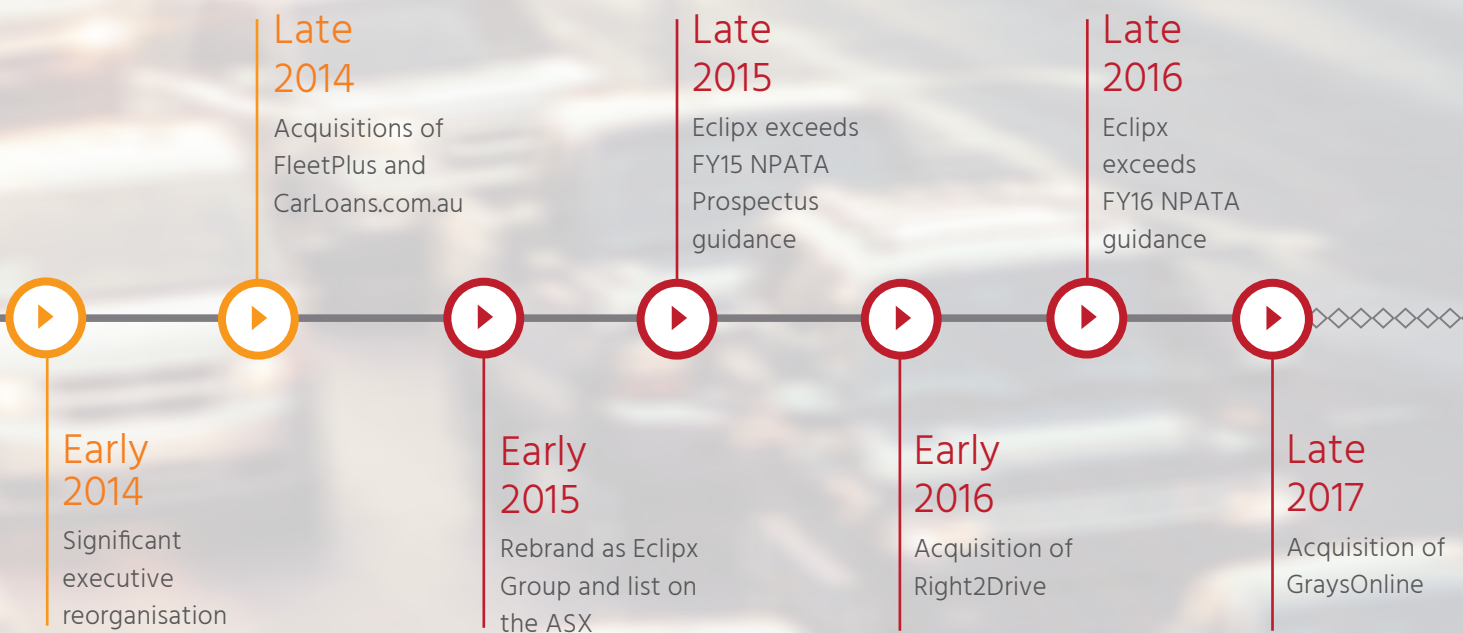 Late
2014
Acquisitions of
FleetPlus and
CarLoans.com.au
Late
2015
Eclipx exceeds
FY15 NPATA
Prospectus
guidance
Late
2016
Eclipx
exceeds
FY16 NPATA
guidance
Early
2014
Significant
executive
reorganisation
Early
2015
Rebrand as Eclipx
Group and list on
the ASX
Early
2016
Acquisition of
Right2Drive
Late
2017
Acquisition of
GraysOnline